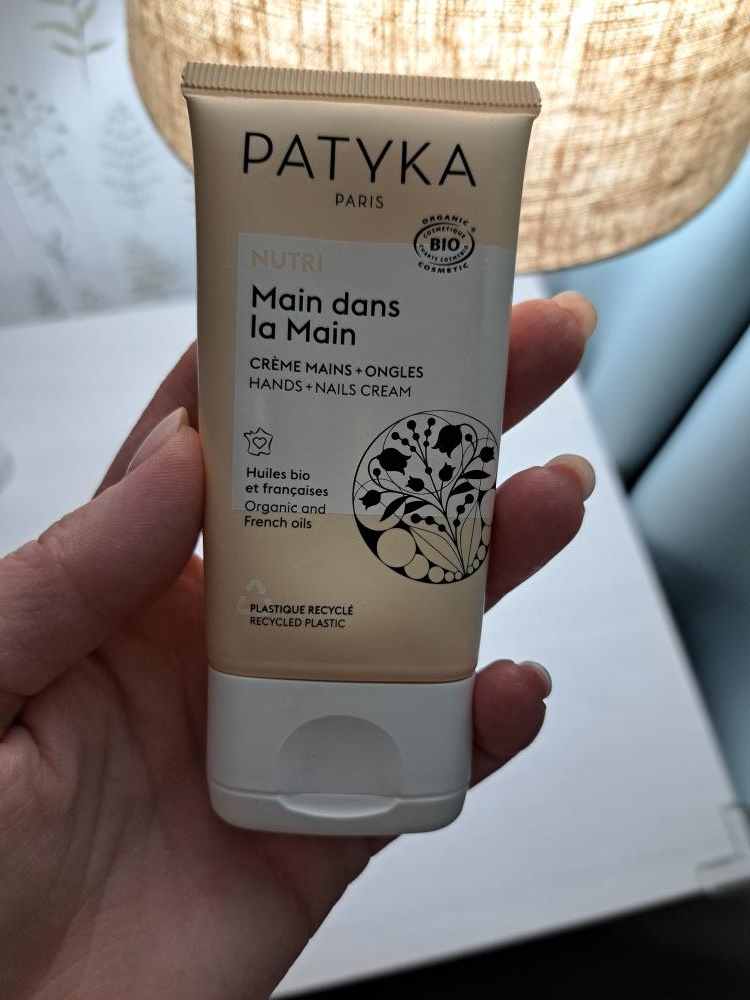 PATYKA
PARIS
ORGANIC
COSMETIQUE
BIO
CHARTE COSMEBIO
COSMETIC
NUTRI
Main dans
la Main
CRÈME MAINS + ONGLES
HANDS + NAILS CREAM
Huiles bio
et françaises
Organic and
French oils
PLASTIQUE RECYCLÉ
RECYCLED PLASTIC